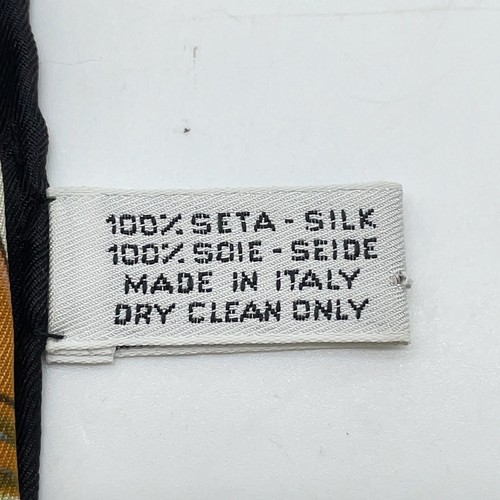 100% SETA - SILK
100% SOIE - SEIDE
MADE IN ITALY
DRY CLEAN ONLY